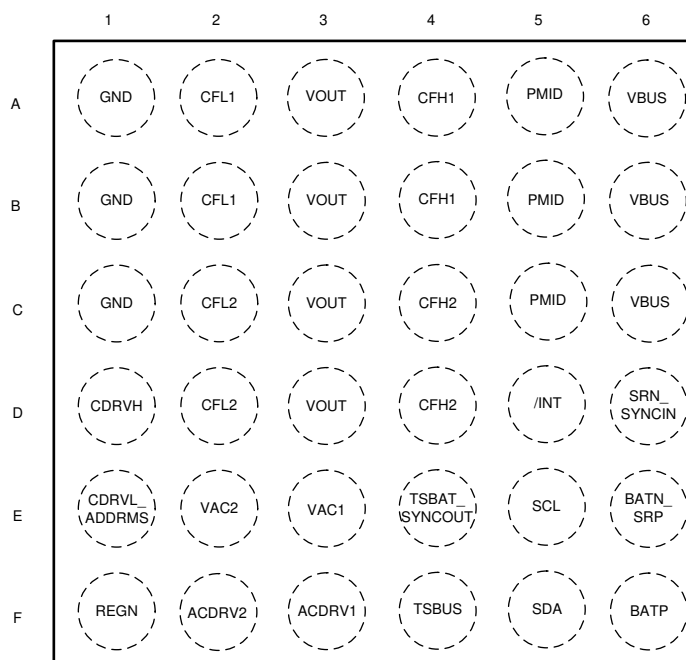 1 2 3 4 5 6
A GND CFL1 VOUT CFH1 PMID VBUS
B GND CFL1 VOUT CFH1 PMID VBUS
C GND CFL2 VOUT CFH2 PMID VBUS
D CDRVH CFL2 VOUT CFH2 /INT SRN_
SYNCIN
E CDRVL_
ADDRMS VAC2 VAC1 TSBAT_
SYNCOUT SCL BATN_
SRP
F REGN ACDRV2 ACDRV1 TSBUS SDA BATP